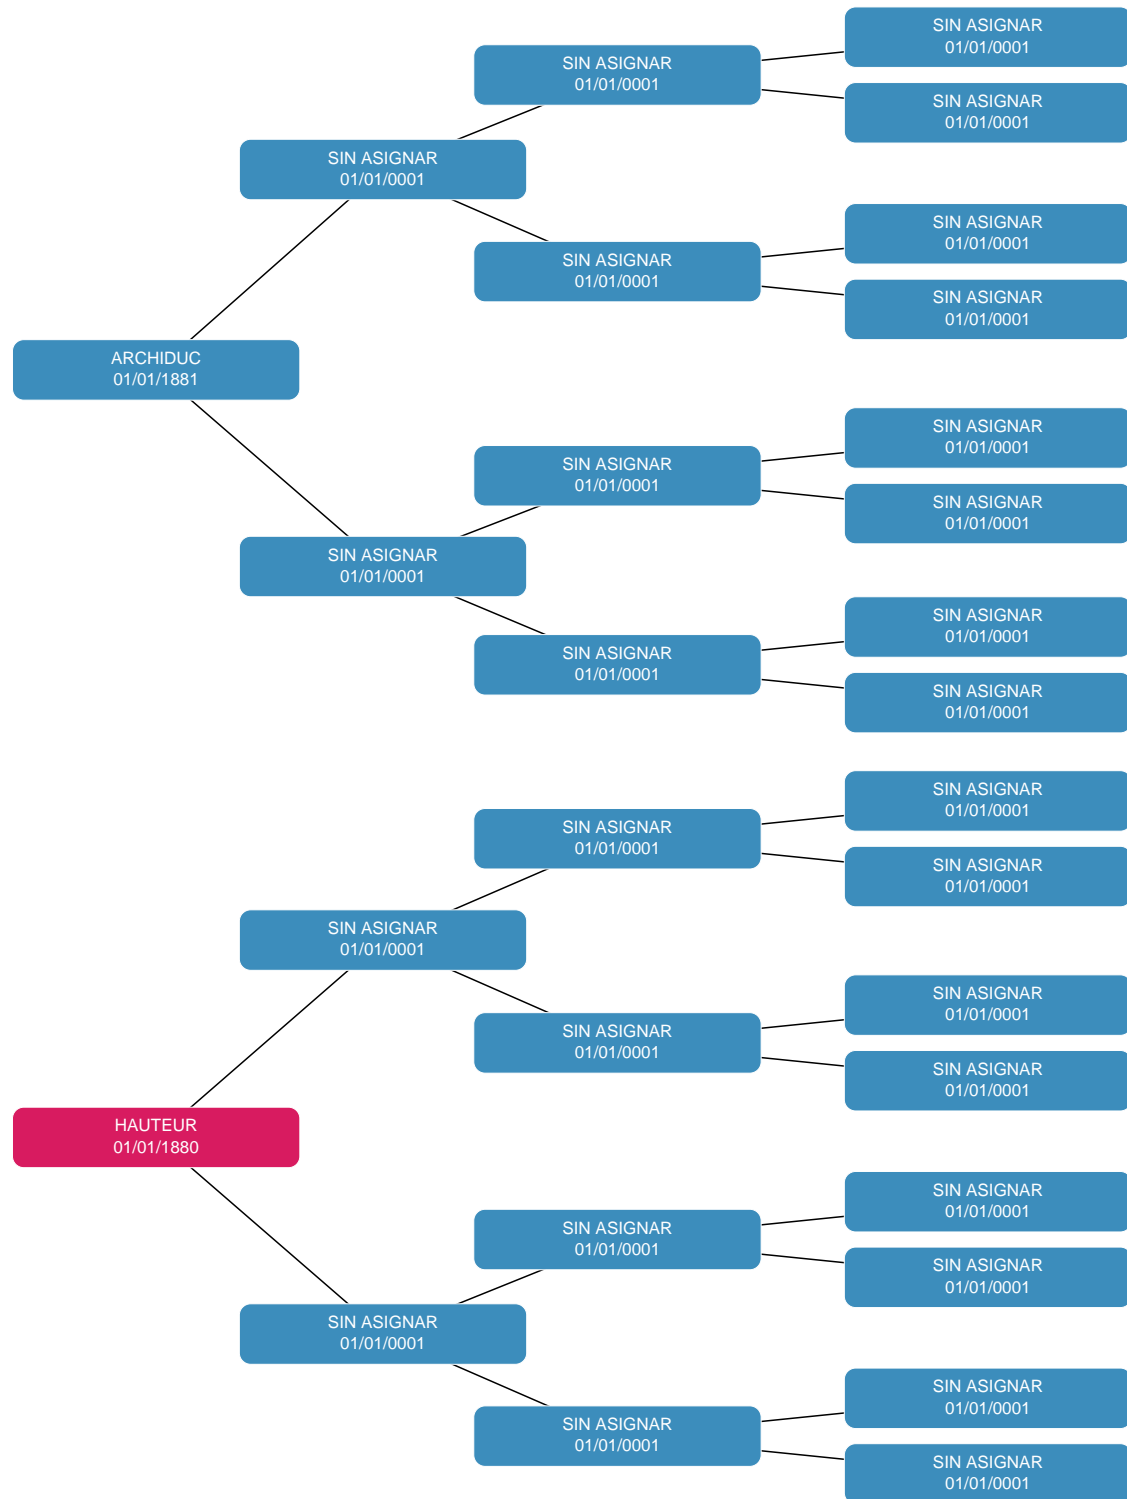 SIN ASIGNAR
01/01/0001
SIN ASIGNAR
01/01/0001
SIN ASIGNAR
01/01/0001
SIN ASIGNAR
01/01/0001
SIN ASIGNAR
01/01/0001
SIN ASIGNAR
01/01/0001
SIN ASIGNAR
01/01/0001
ARCHIDUC
01/01/1881
SIN ASIGNAR
01/01/0001
SIN ASIGNAR
01/01/0001
SIN ASIGNAR
01/01/0001
SIN ASIGNAR
01/01/0001
SIN ASIGNAR
01/01/0001
SIN ASIGNAR
01/01/0001
SIN ASIGNAR
01/01/0001
SIN ASIGNAR
01/01/0001
SIN ASIGNAR
01/01/0001
SIN ASIGNAR
01/01/0001
SIN ASIGNAR
01/01/0001
SIN ASIGNAR
01/01/0001
SIN ASIGNAR
01/01/0001
SIN ASIGNAR
01/01/0001
HAUTEUR
01/01/1880
SIN ASIGNAR
01/01/0001
SIN ASIGNAR
01/01/0001
SIN ASIGNAR
01/01/0001
SIN ASIGNAR
01/01/0001
SIN ASIGNAR
01/01/0001
SIN ASIGNAR
01/01/0001
SIN ASIGNAR
01/01/0001